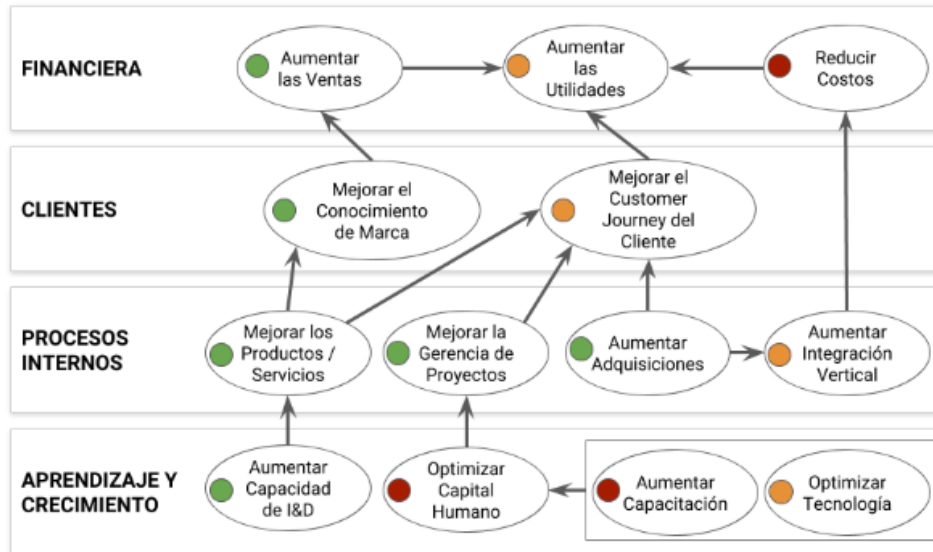 FINANCIERA
Aumentar
las Ventas
Aumentar
las
Utilidades
Reducir
Costos
CLIENTES
Mejorar el
Conocimiento
de Marca
Mejorar el
Customer
Journey del
Cliente
PROCESOS
INTERNOS
Mejorar los
Productos /
Servicios
Mejorar la
Gerencia de
Proyectos
Aumentar
Adquisiciones
Aumentar
Integración
Vertical
APRENDIZAJE Y
CRECIMIENTO
Aumentar
Capacidad
de I&D
Optimizar
Capital
Humano
Aumentar
Capacitación
Optimizar
Tecnología